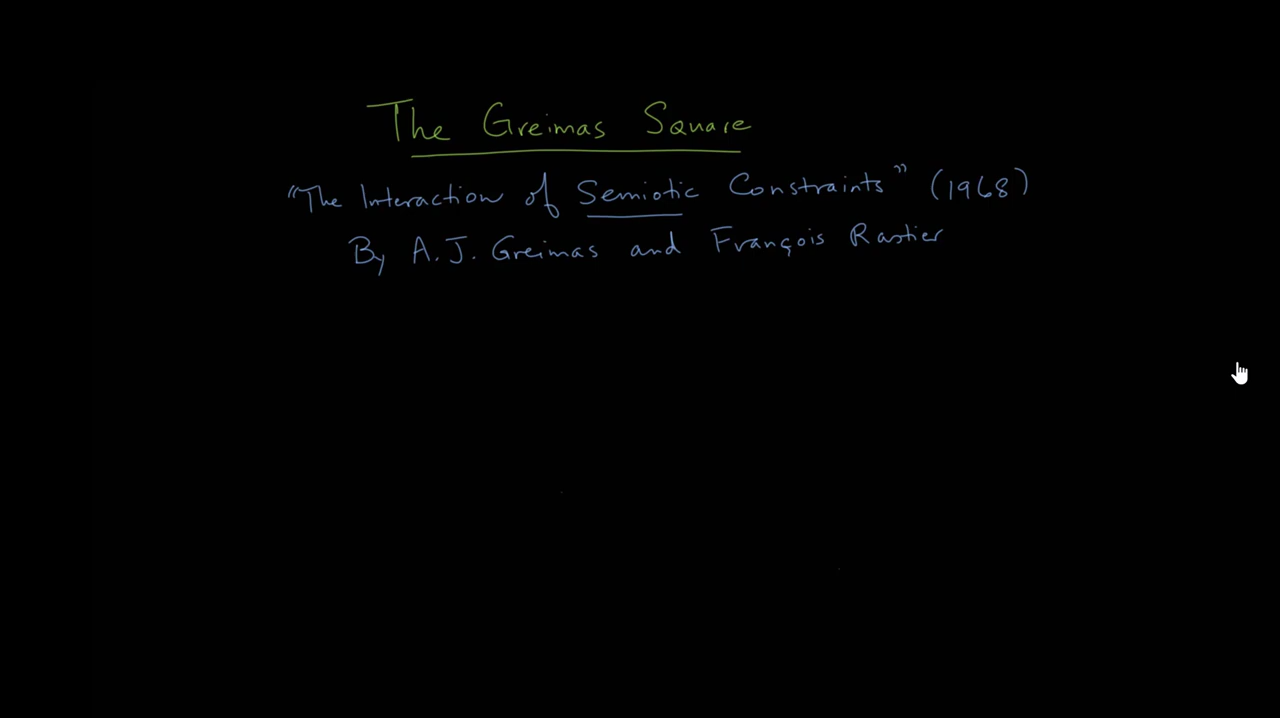 The Greimas Square
"The Interaction of Semiotic Constraints" (1968)
By A.J. Greimas and François Rastier